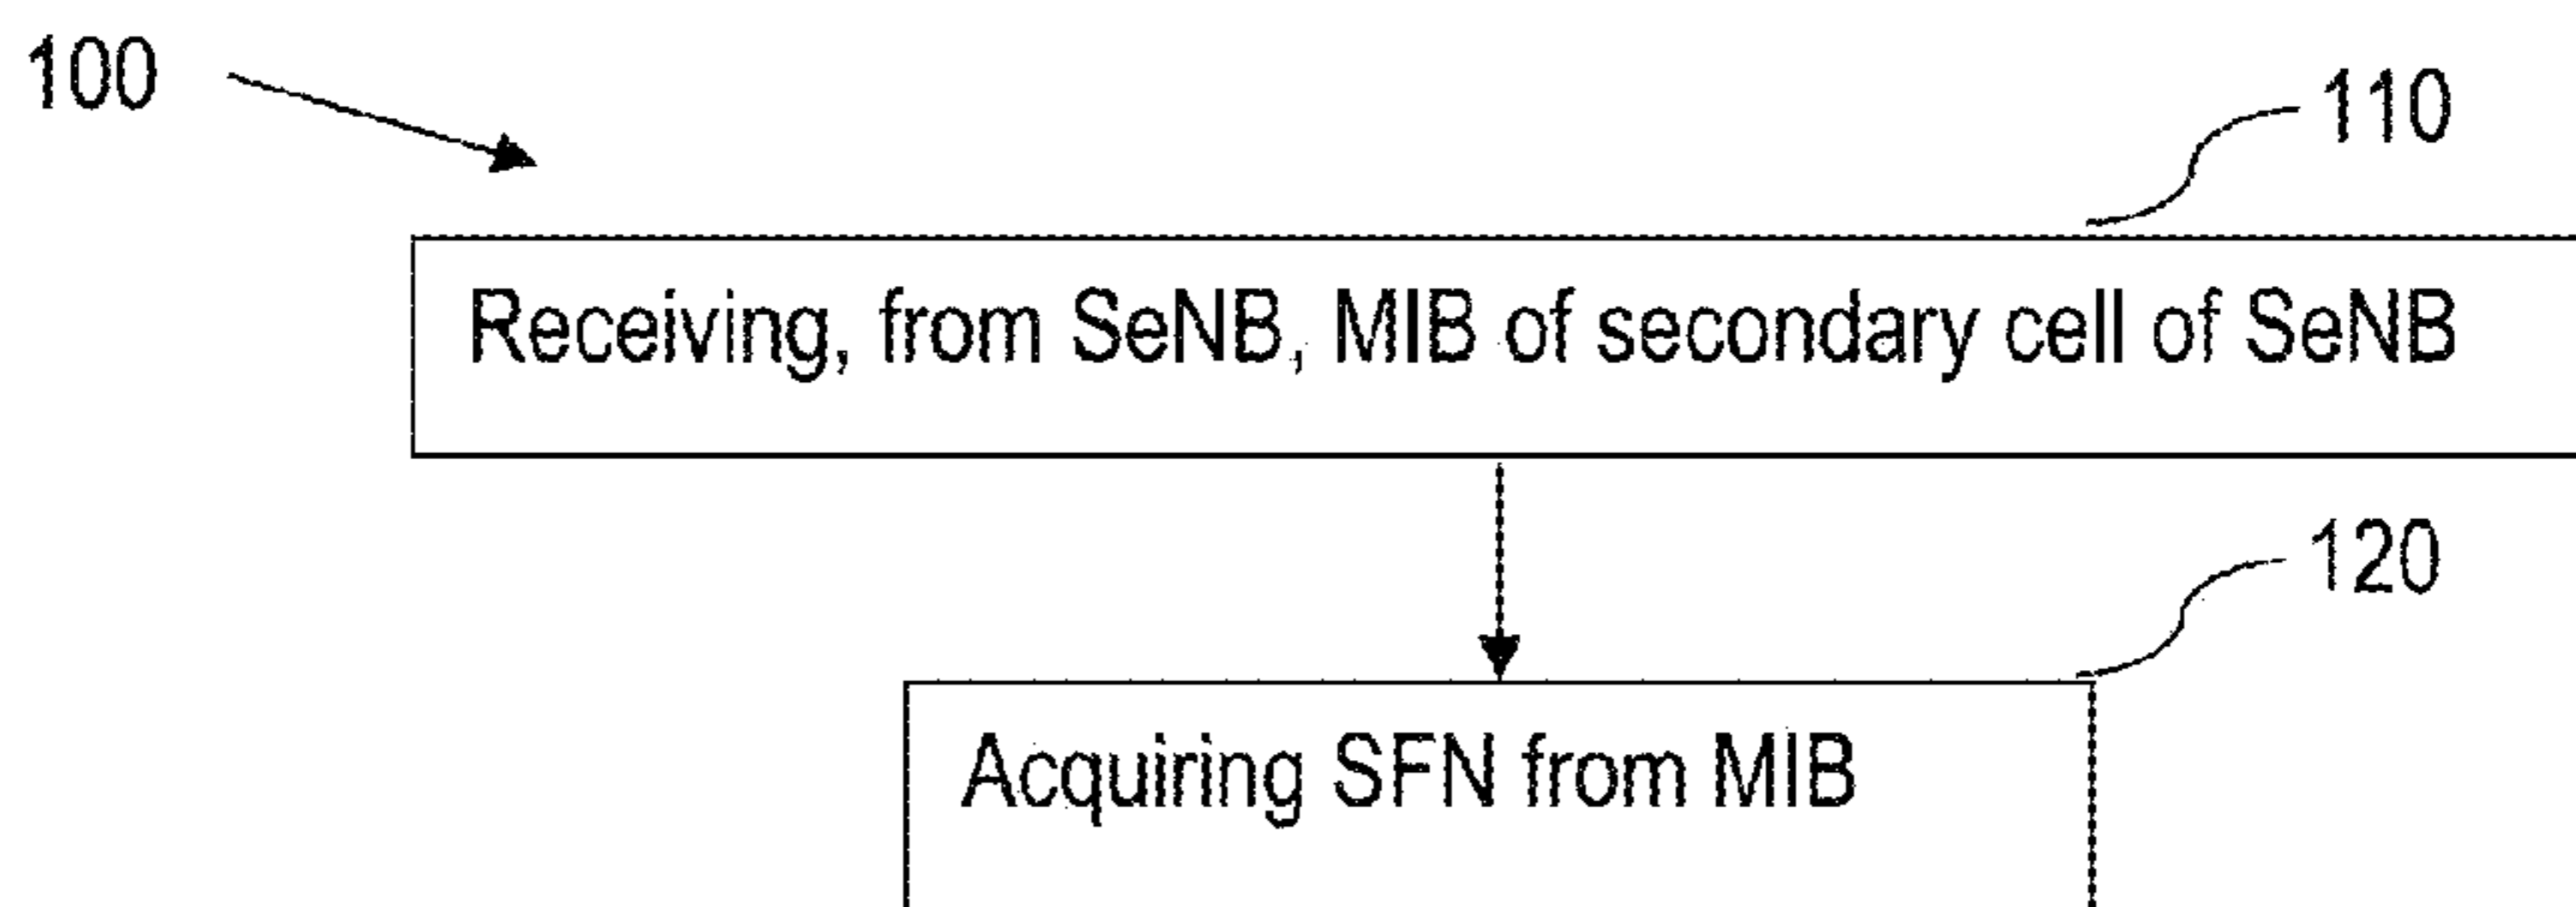 100
110
Receiving, from SeNB, MIB of secondary cell of SeNB
120
Acquiring SFN from MIB